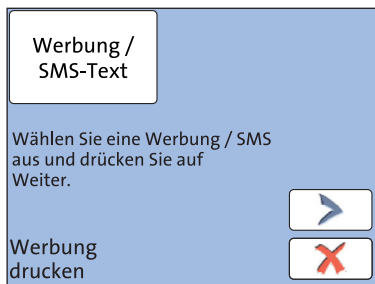 Werbung /
SMS-Text
Wählen Sie eine Werbung / SMS
aus und drücken Sie auf
Weiter.
Werbung
drucken